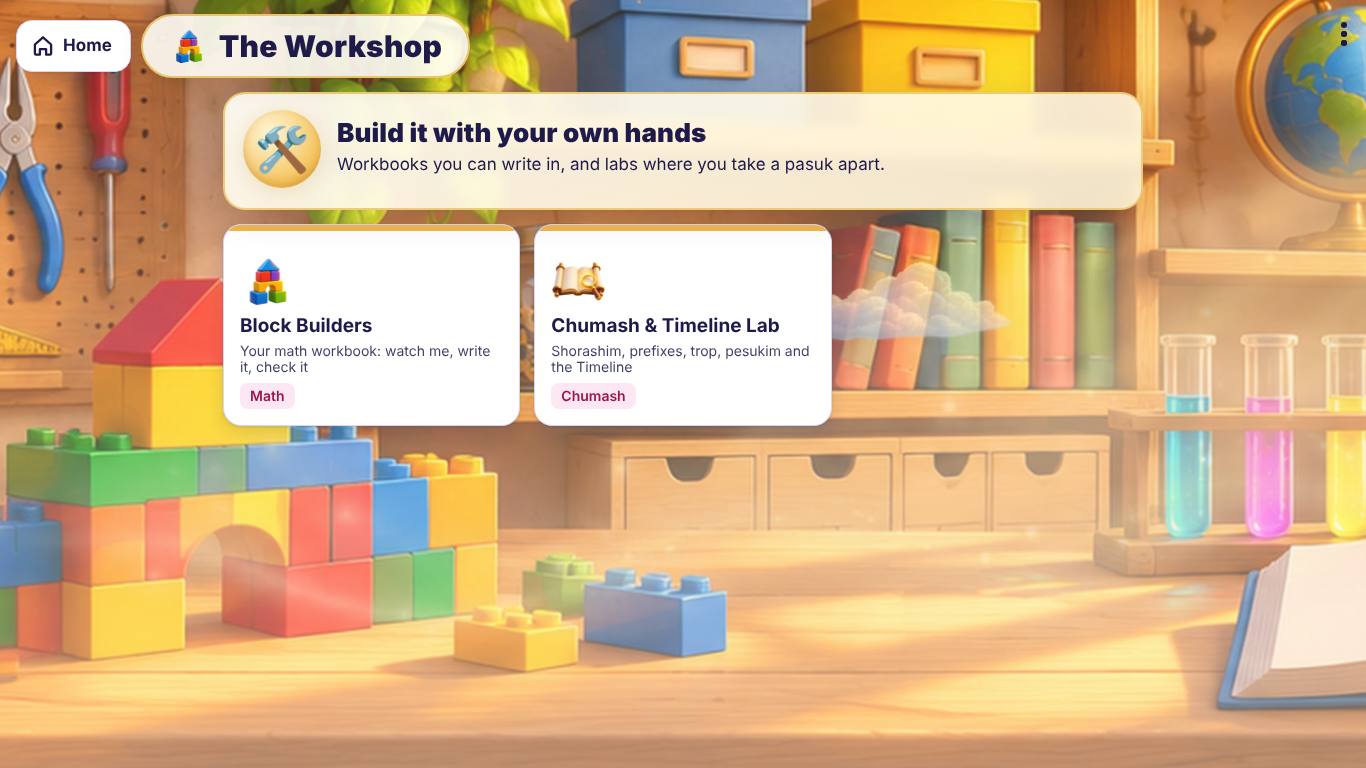 Home
The Workshop
Build it with your own hands
Workbooks you can write in, and labs where you take a pasuk apart.
Block Builders
Your math workbook: watch me, write
it, check it
Math
Chumash & Timeline Lab
Shorashim, prefixes, trop, pesukim and
the Timeline
Chumash